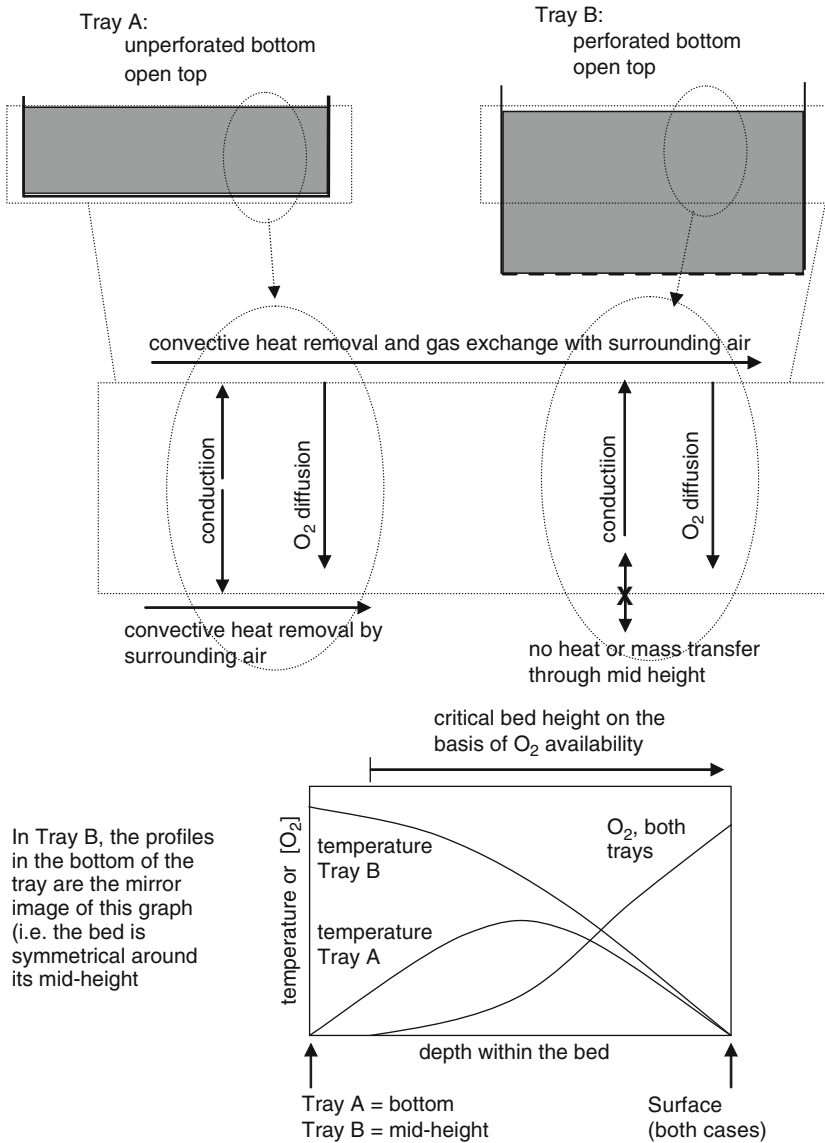 Tray A:
unperforated bottom
open top
Tray B:
perforated bottom
open top
convective heat removal and gas exchange with surrounding air
conductiion
O₂ diffusion
conduction
O₂ diffusion
convective heat removal by
surrounding air
no heat or mass transfer
through mid height
critical bed height on the
basis of O₂ availability
In Tray B, the profiles
in the bottom of the
tray are the mirror
image of this graph
(i.e. the bed is
symmetrical around
its mid-height
temperature or [O₂]
temperature
Tray B
temperature
Tray A
O₂, both
trays
depth within the bed
Tray A = bottom
Tray B = mid-height
Surface
(both cases)